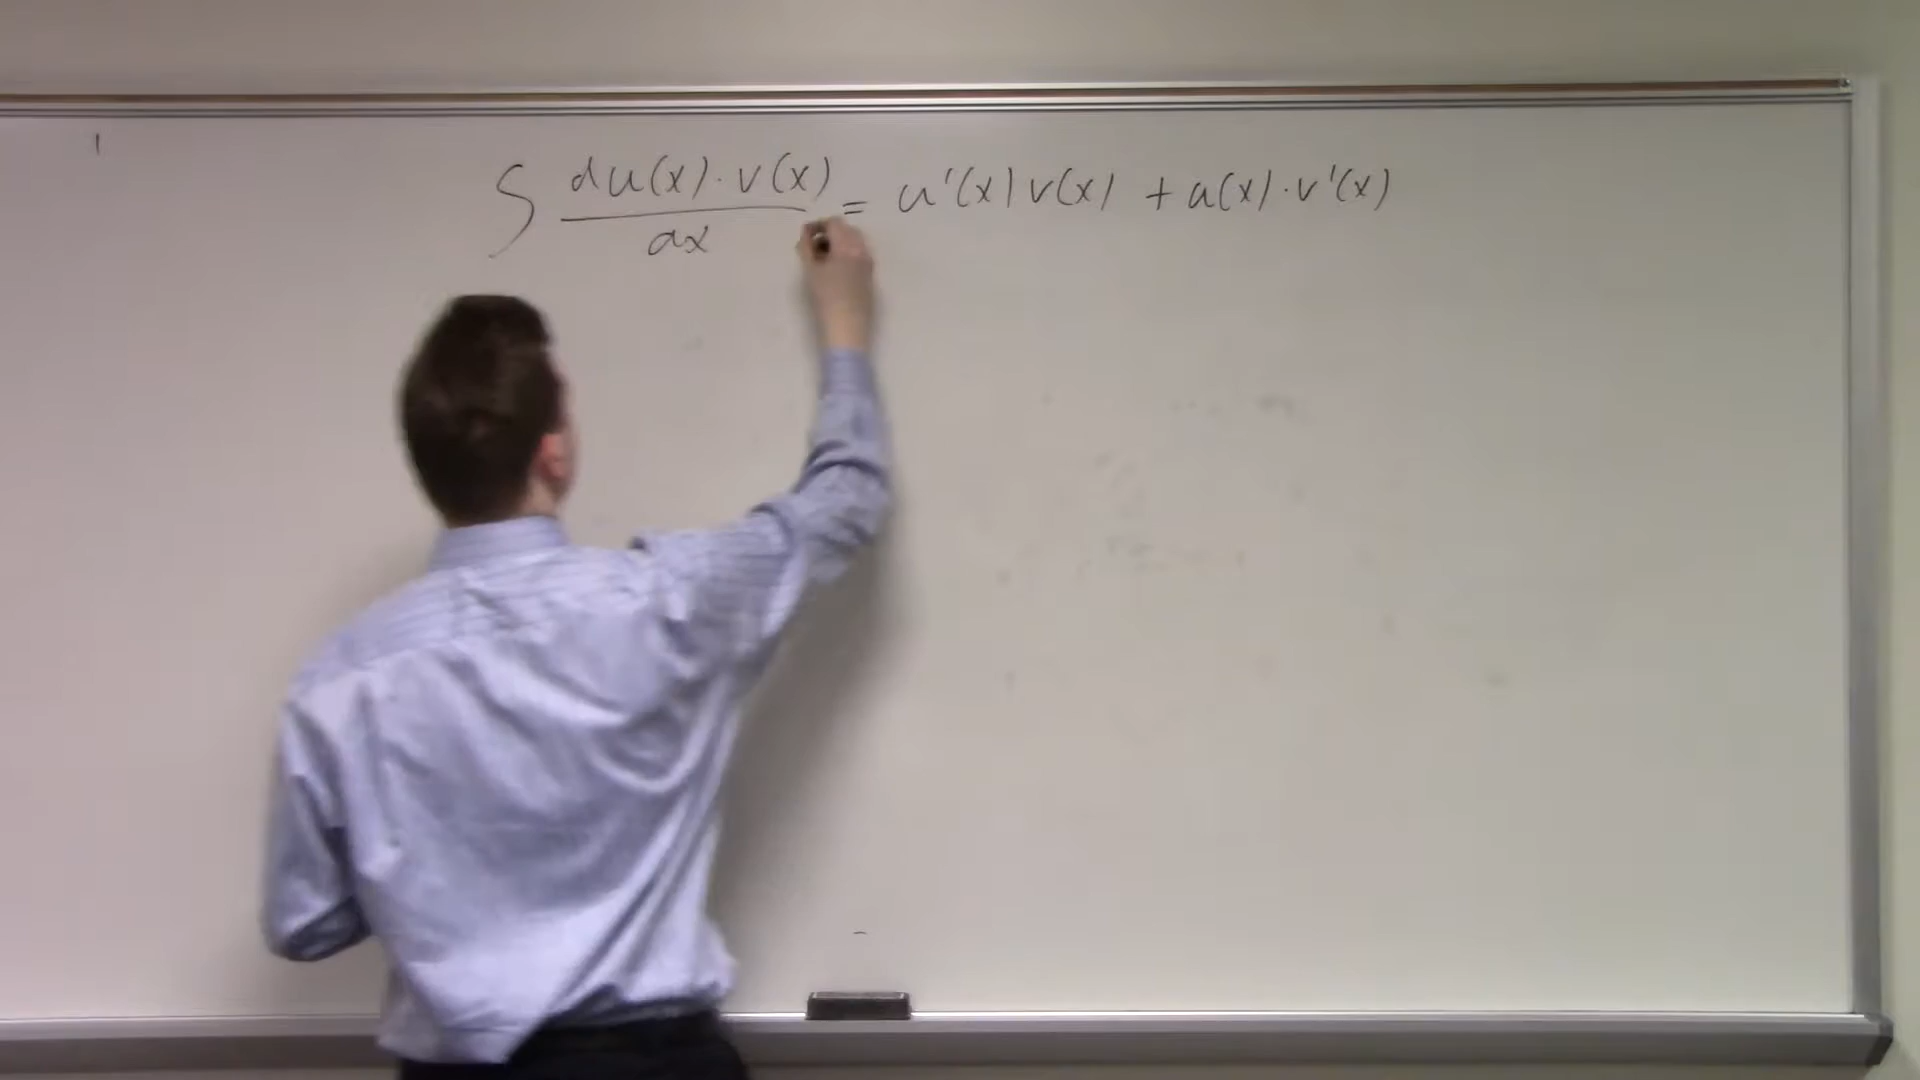 ∫ du(x)·v(x) / dx = u'(x)v(x) + u(x)·v'(x)